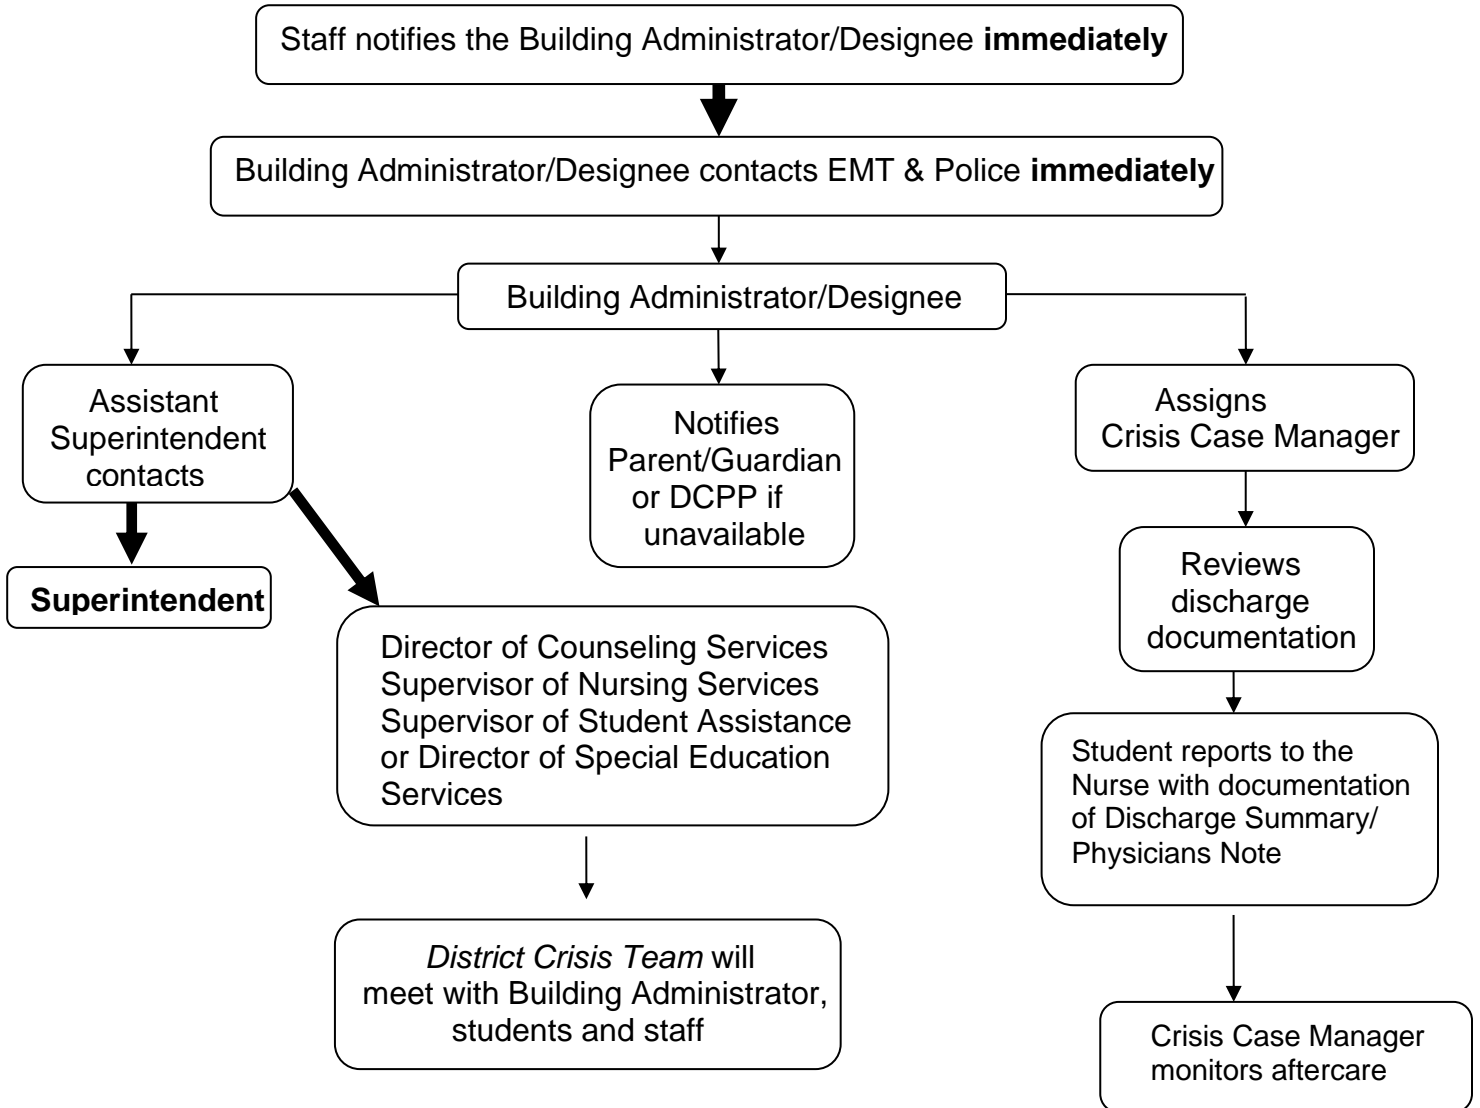 Staff notifies the Building Administrator/Designee immediately
Building Administrator/Designee contacts EMT & Police immediately
Building Administrator/Designee
Assistant
Superintendent
contacts
Superintendent
Director of Counseling Services
Supervisor of Nursing Services
Supervisor of Student Assistance
or Director of Special Education
Services
District Crisis Team will
meet with Building Administrator,
students and staff
Notifies
Parent/Guardian
or DCPP if
unavailable
Assigns
Crisis Case Manager
Reviews
discharge
documentation
Student reports to the
Nurse with documentation
of Discharge Summary/
Physicians Note
Crisis Case Manager
monitors aftercare